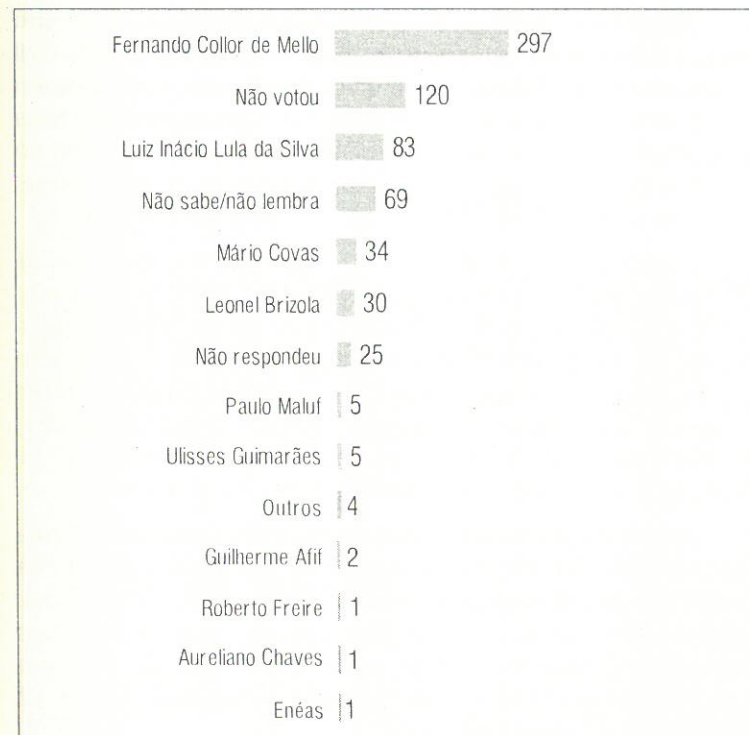 Fernando Collor de Mello 297
Não votou 120
Luiz Inácio Lula da Silva 83
Não sabe/não lembra 69
Mário Covas 34
Leonel Brizola 30
Não respondeu 25
Paulo Maluf 5
Ulisses Guimarães 5
Outros 4
Guilherme Afif 2
Roberto Freire 1
Aureliano Chaves 1
Enéas 1